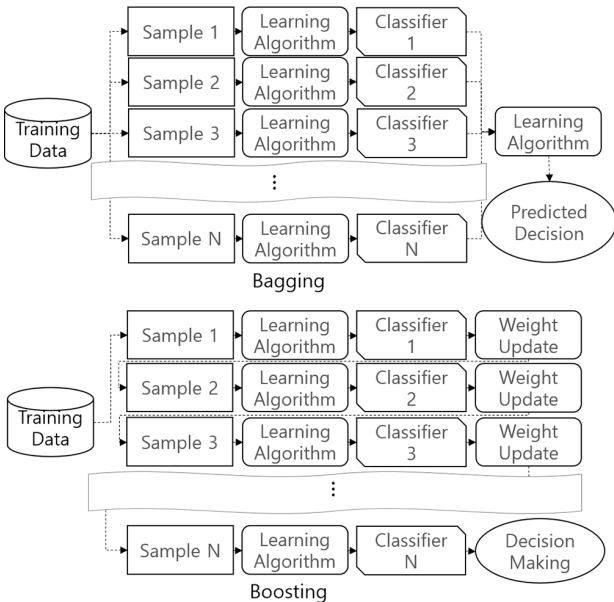 Sample 1
Learning
Algorithm
Classifier
1
Sample 2
Learning
Algorithm
Classifier
2
Training
Data
Sample 3
Learning
Algorithm
Classifier
3
Learning
Algorithm
⋮
Sample N
Learning
Algorithm
Classifier
N
Predicted
Decision
Bagging
Sample 1
Learning
Algorithm
Classifier
1
Weight
Update
Training
Data
Sample 2
Learning
Algorithm
Classifier
2
Weight
Update
Sample 3
Learning
Algorithm
Classifier
3
Weight
Update
⋮
Sample N
Learning
Algorithm
Classifier
N
Decision
Making
Boosting